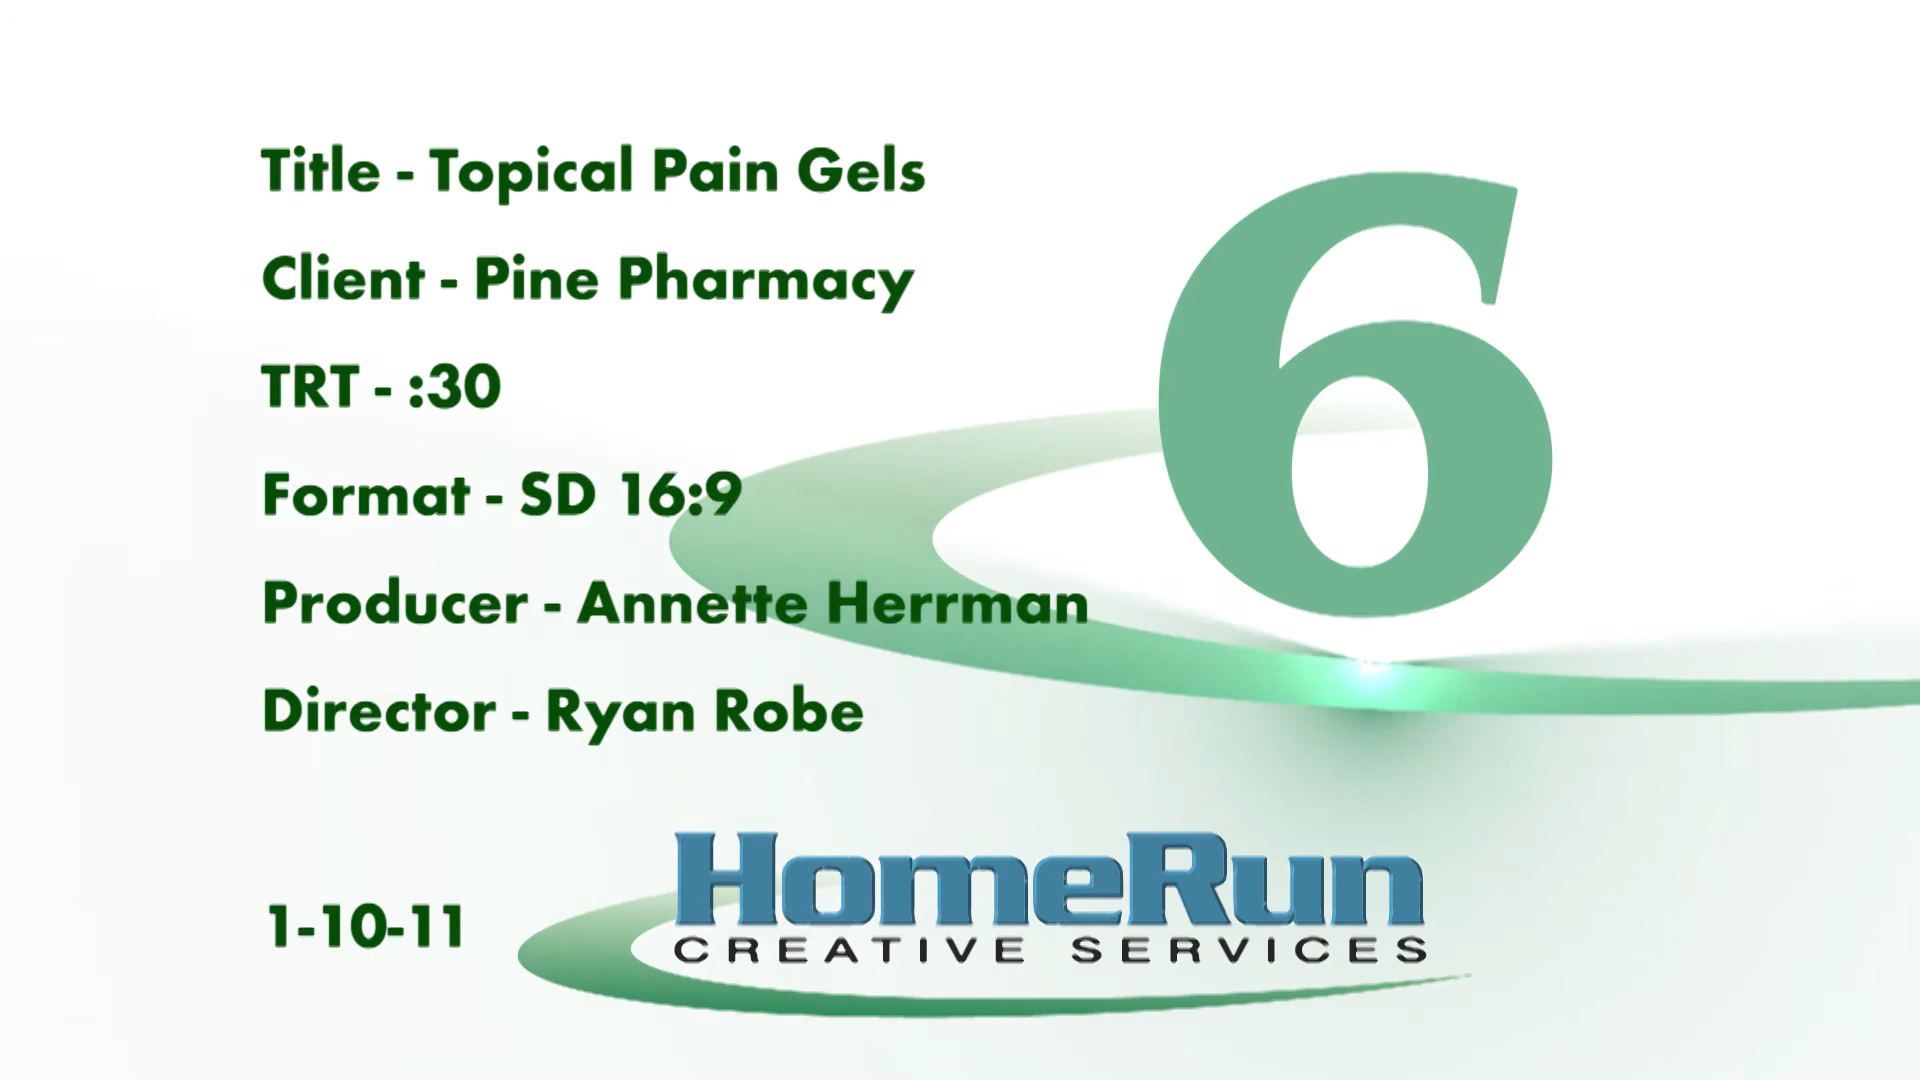 Title - Topical Pain Gels
Client - Pine Pharmacy
TRT - :30
Format - SD 16:9
Producer - Annette Herrman
Director - Ryan Robe
1-10-11
6
HomeRun
CREATIVE SERVICES